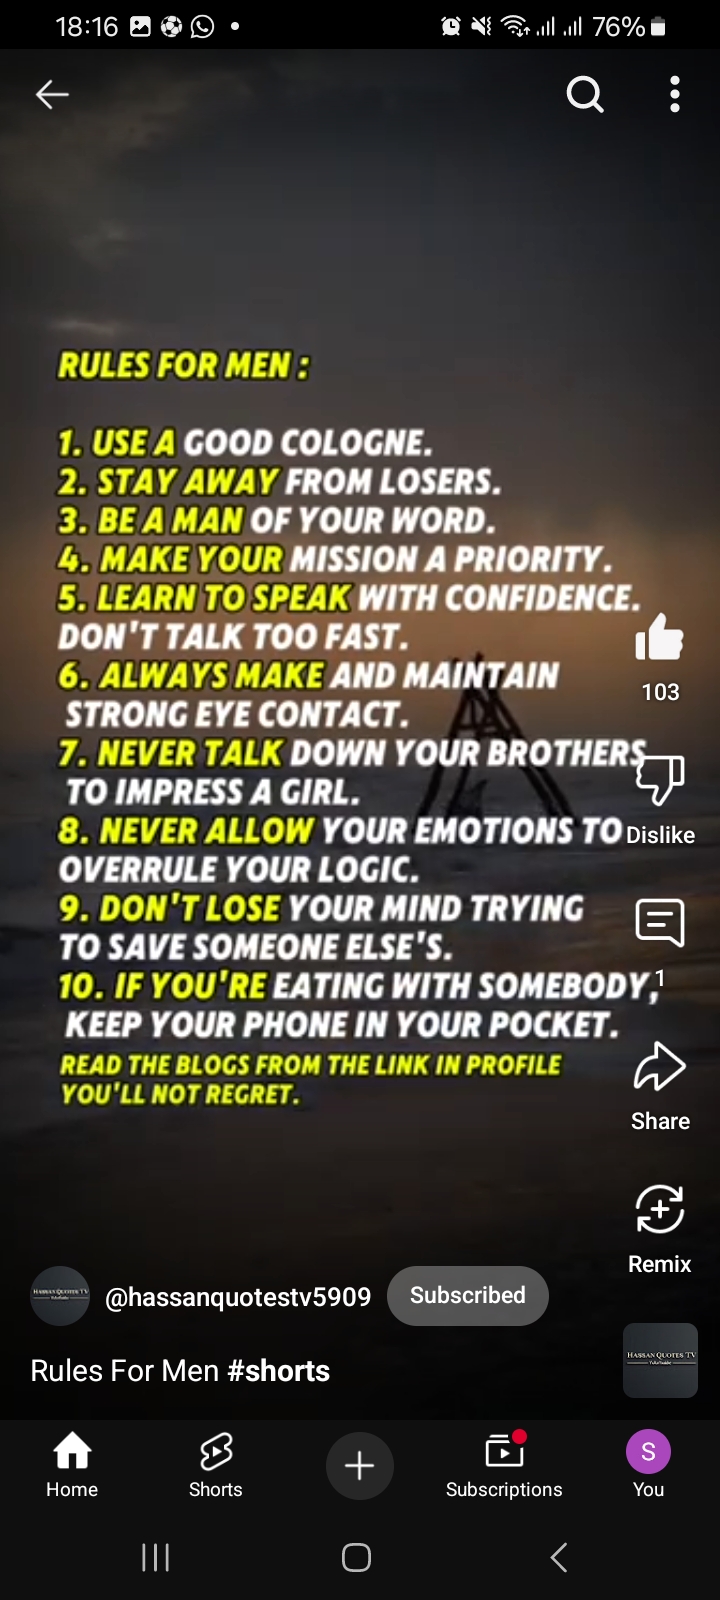 18:16
76%
RULES FOR MEN :
1. USE A GOOD COLOGNE.
2. STAY AWAY FROM LOSERS.
3. BE A MAN OF YOUR WORD.
4. MAKE YOUR MISSION A PRIORITY.
5. LEARN TO SPEAK WITH CONFIDENCE.
DON'T TALK TOO FAST.
6. ALWAYS MAKE AND MAINTAIN
STRONG EYE CONTACT.
7. NEVER TALK DOWN YOUR BROTHERS
TO IMPRESS A GIRL.
8. NEVER ALLOW YOUR EMOTIONS TO
OVERRULE YOUR LOGIC.
9. DON'T LOSE YOUR MIND TRYING
TO SAVE SOMEONE ELSE'S.
10. IF YOU'RE EATING WITH SOMEBODY,
KEEP YOUR PHONE IN YOUR POCKET.
READ THE BLOGS FROM THE LINK IN PROFILE
YOU'LL NOT REGRET.
103
Dislike
1
Share
Remix
HASSAN QUOTES TV
@hassanquotestv5909
Subscribed
HASSAN QUOTES TV
YouTube
Rules For Men #shorts
Home
Shorts
Subscriptions
S
You